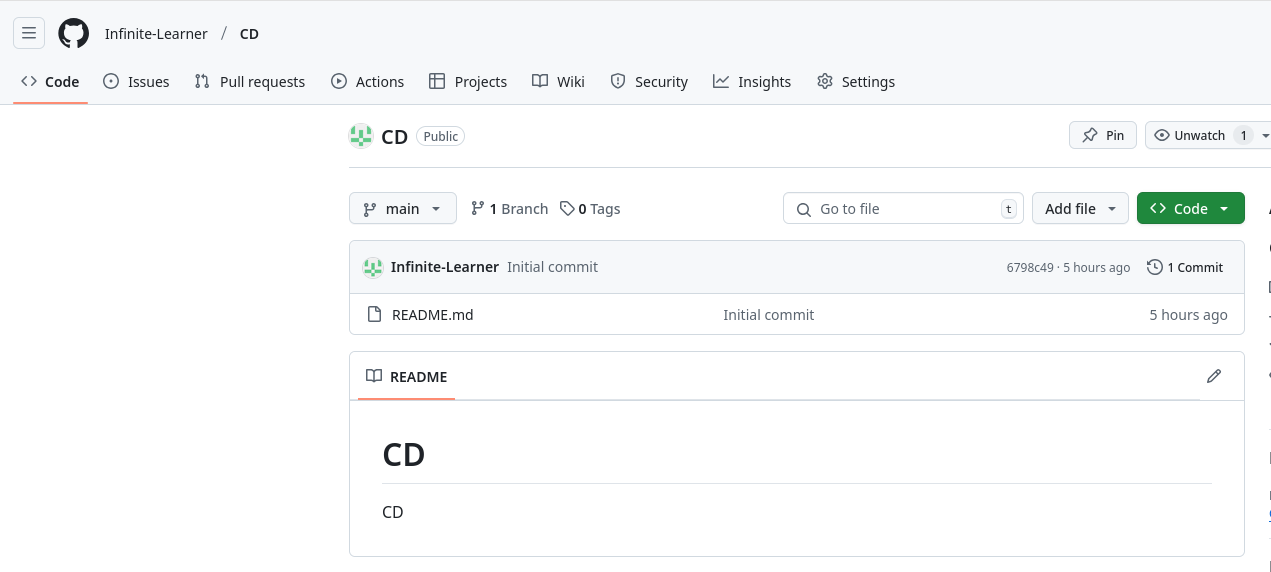 Infinite-Learner / CD
Code Issues Pull requests Actions Projects Wiki Security Insights Settings
CD Public Pin Unwatch 1
main 1 Branch 0 Tags Go to file t Add file Code
Infinite-Learner Initial commit 6798c49 · 5 hours ago 1 Commit
README.md Initial commit 5 hours ago
README
CD
CD